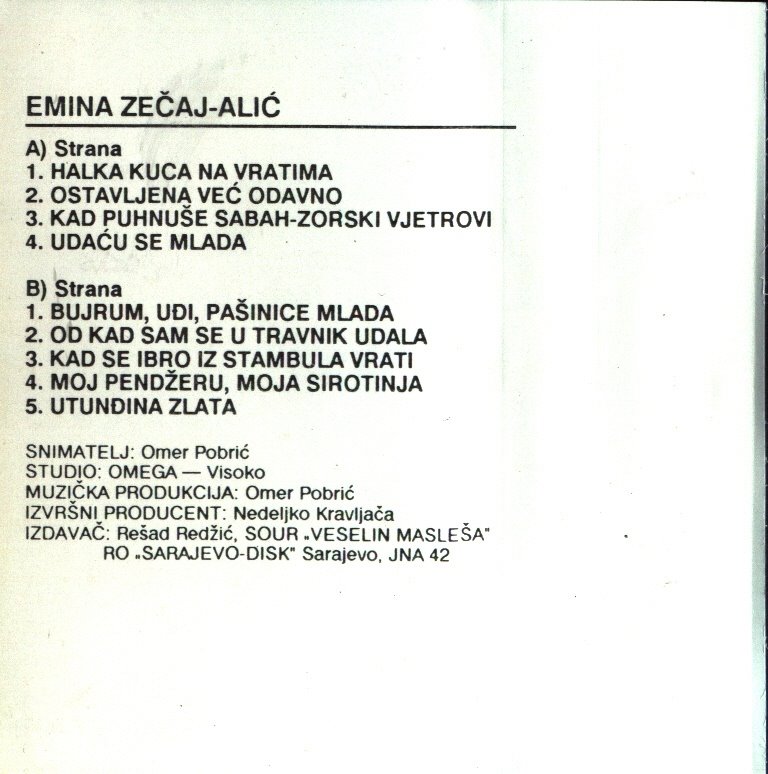 EMINA ZEČAJ-ALIĆ
A) Strana
1. HALKA KUCA NA VRATIMA
2. OSTAVLJENA VEĆ ODAVNO
3. KAD PUHNUŠE SABAH-ZORSKI VJETROVI
4. UDAĆU SE MLADA
B) Strana
1. BUJRUM, UĐI, PAŠINICE MLADA
2. OD KAD SAM SE U TRAVNIK UDALA
3. KAD SE IBRO IZ STAMBULA VRATI
4. MOJ PENDŽERU, MOJA SIROTINJA
5. UTUNĐINA ZLATA
SNIMATELJ: Omer Pobrić
STUDIO: OMEGA — Visoko
MUZIČKA PRODUKCIJA: Omer Pobrić
IZVRŠNI PRODUCENT: Nedeljko Kravljača
IZDAVAČ: Rešad Redžić, SOUR „VESELIN MASLEŠA"
RO „SARAJEVO-DISK" Sarajevo, JNA 42